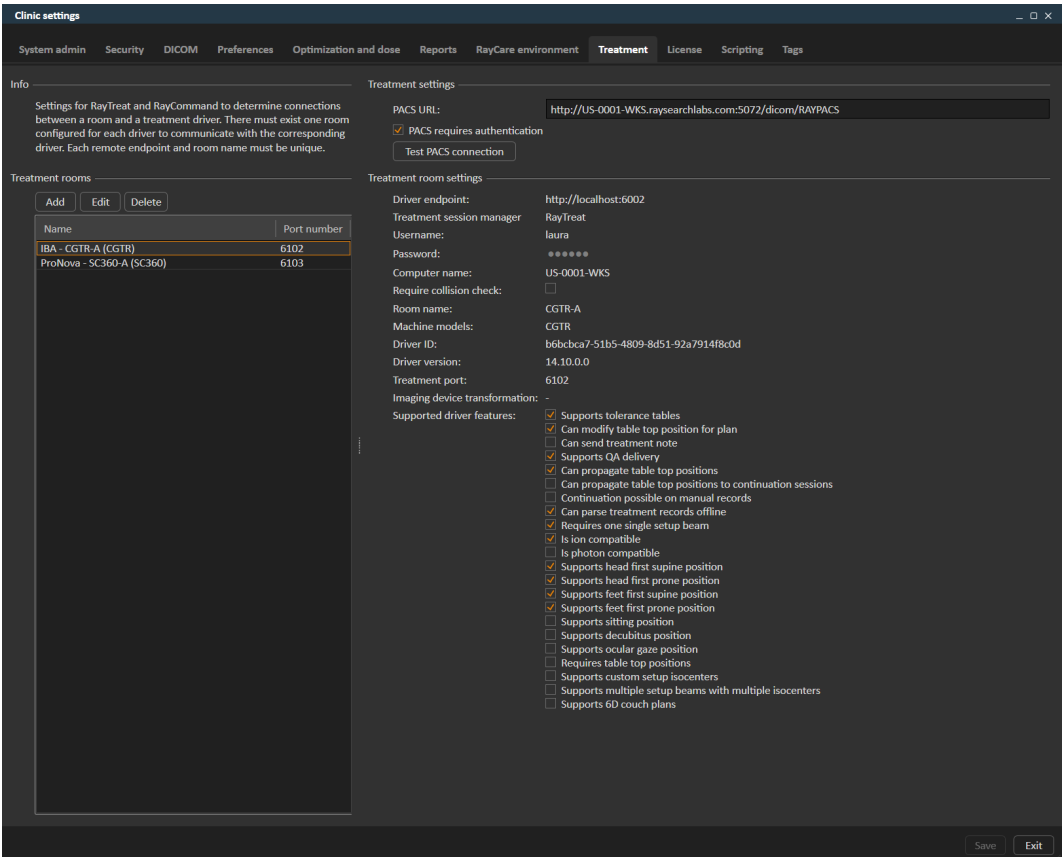 Clinic settings
System admin Security DICOM Preferences Optimization and dose Reports RayCare environment Treatment License Scripting Tags
Info
Settings for RayTreat and RayCommand to determine connections
between a room and a treatment driver. There must exist one room
configured for each driver to communicate with the corresponding
driver. Each remote endpoint and room name must be unique.
Treatment rooms
Add Edit Delete
Name Port number
IBA - CGTR-A (CGTR) 6102
ProNova - SC360-A (SC360) 6103
Treatment settings
PACS URL: http://US-0001-WKS.raysearchlabs.com:5072/dicom/RAYPACS
PACS requires authentication
Test PACS connection
Treatment room settings
Driver endpoint: http://localhost:6002
Treatment session manager RayTreat
Username: laura
Password: ●●●●●●
Computer name: US-0001-WKS
Require collision check:
Room name: CGTR-A
Machine models: CGTR
Driver ID: b6bcbca7-51b5-4809-8d51-92a7914f8c0d
Driver version: 14.10.0.0
Treatment port: 6102
Imaging device transformation: -
Supported driver features: Supports tolerance tables
Can modify table top position for plan
Can send treatment note
Supports QA delivery
Can propagate table top positions
Can propagate table top positions to continuation sessions
Continuation possible on manual records
Can parse treatment records offline
Requires one single setup beam
Is ion compatible
Is photon compatible
Supports head first supine position
Supports head first prone position
Supports feet first supine position
Supports feet first prone position
Supports sitting position
Supports decubitus position
Supports ocular gaze position
Requires table top positions
Supports custom setup isocenters
Supports multiple setup beams with multiple isocenters
Supports 6D couch plans
Save Exit